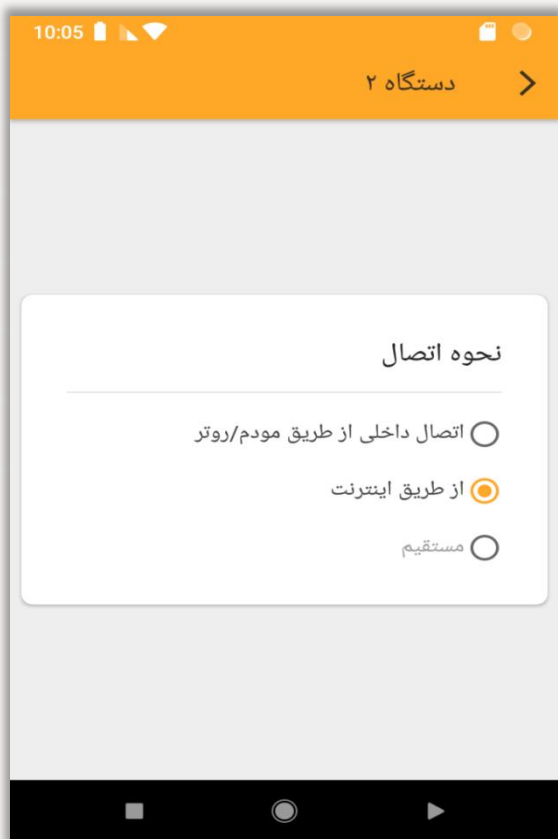 10:05
دستگاه ۲
نحوه اتصال
اتصال داخلی از طریق مودم/روتر
از طریق اینترنت
مستقیم